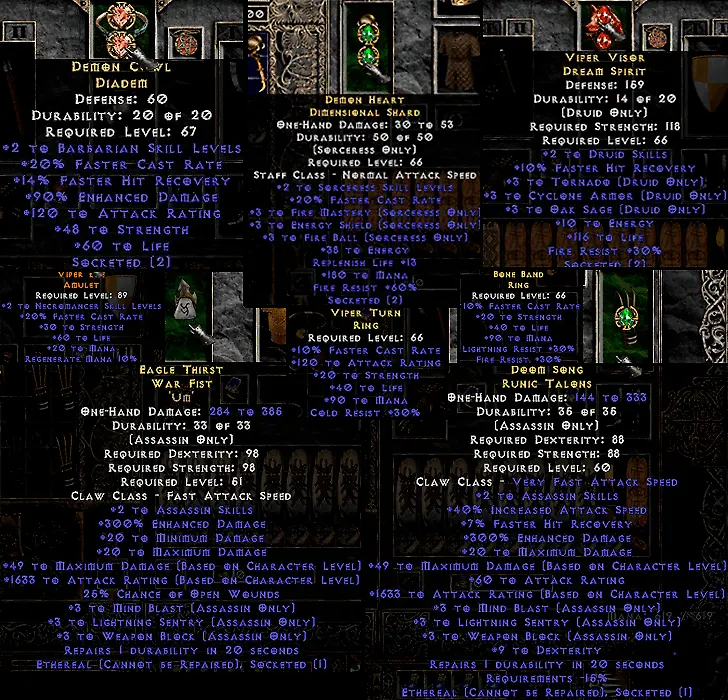 Demon Cowl
Diadem
Defense: 60
Durability: 20 of 20
Required Level: 67
+2 to Barbarian Skill Levels
+20% Faster Cast Rate
+14% Faster Hit Recovery
+90% Enhanced Damage
+120 to Attack Rating
+48 to Strength
+60 to Life
Socketed (2)
Demon Heart
Dimensional Shard
One-Hand Damage: 30 to 53
Durability: 50 of 50
(Sorceress Only)
Required Level: 66
Staff Class - Normal Attack Speed
+2 to Sorceress Skill Levels
+20% Faster Cast Rate
+3 to Fire Mastery (Sorceress Only)
+3 to Energy Shield (Sorceress Only)
+3 to Fire Ball (Sorceress Only)
+38 to Energy
Replenish Life +13
+180 to Mana
Fire Resist +60%
Socketed (2)
Viper Visor
Dream Spirit
Defense: 159
Durability: 14 of 20
(Druid Only)
Required Strength: 118
Required Level: 66
+2 to Druid Skills
+10% Faster Hit Recovery
+3 to Tornado (Druid Only)
+3 to Cyclone Armor (Druid Only)
+3 to Oak Sage (Druid Only)
+10 to Energy
+116 to Life
Fire Resist +30%
Socketed (2)
Viper Eye
Amulet
Required Level: 89
+2 to Necromancer Skill Levels
+20% Faster Cast Rate
+30 to Strength
+60 to Life
+20 to Mana
Regenerate Mana 10%
Viper Turn
Ring
Required Level: 66
+10% Faster Cast Rate
+120 to Attack Rating
+20 to Strength
+40 to Life
+90 to Mana
Cold Resist +30%
Bone Band
Ring
Required Level: 66
+10% Faster Cast Rate
+20 to Strength
+40 to Life
+90 to Mana
Lightning Resist +30%
Fire Resist +30%
Eagle Thirst
War Fist
'Um'
One-Hand Damage: 284 to 386
Durability: 33 of 33
(Assassin Only)
Required Dexterity: 98
Required Strength: 98
Required Level: 51
Claw Class - Fast Attack Speed
+2 to Assassin Skills
+300% Enhanced Damage
+20 to Minimum Damage
+20 to Maximum Damage
+49 to Maximum Damage (Based on Character Level)
+1633 to Attack Rating (Based on Character Level)
25% Chance of Open Wounds
+3 to Mind Blast (Assassin Only)
+3 to Lightning Sentry (Assassin Only)
+3 to Weapon Block (Assassin Only)
Repairs 1 durability in 20 seconds
Ethereal (Cannot be Repaired), Socketed (1)
Doom Song
Runic Talons
One-Hand Damage: 144 to 333
Durability: 35 of 35
(Assassin Only)
Required Dexterity: 88
Required Strength: 88
Required Level: 60
Claw Class - Very Fast Attack Speed
+2 to Assassin Skills
+40% Increased Attack Speed
+7% Faster Hit Recovery
+300% Enhanced Damage
+20 to Maximum Damage
+49 to Maximum Damage (Based on Character Level)
+60 to Attack Rating
+1633 to Attack Rating (Based on Character Level)
+3 to Mind Blast (Assassin Only)
+3 to Lightning Sentry (Assassin Only)
+3 to Weapon Block (Assassin Only)
+9 to Dexterity
Repairs 1 durability in 20 seconds
Requirements -15%
Ethereal (Cannot be Repaired), Socketed (1)